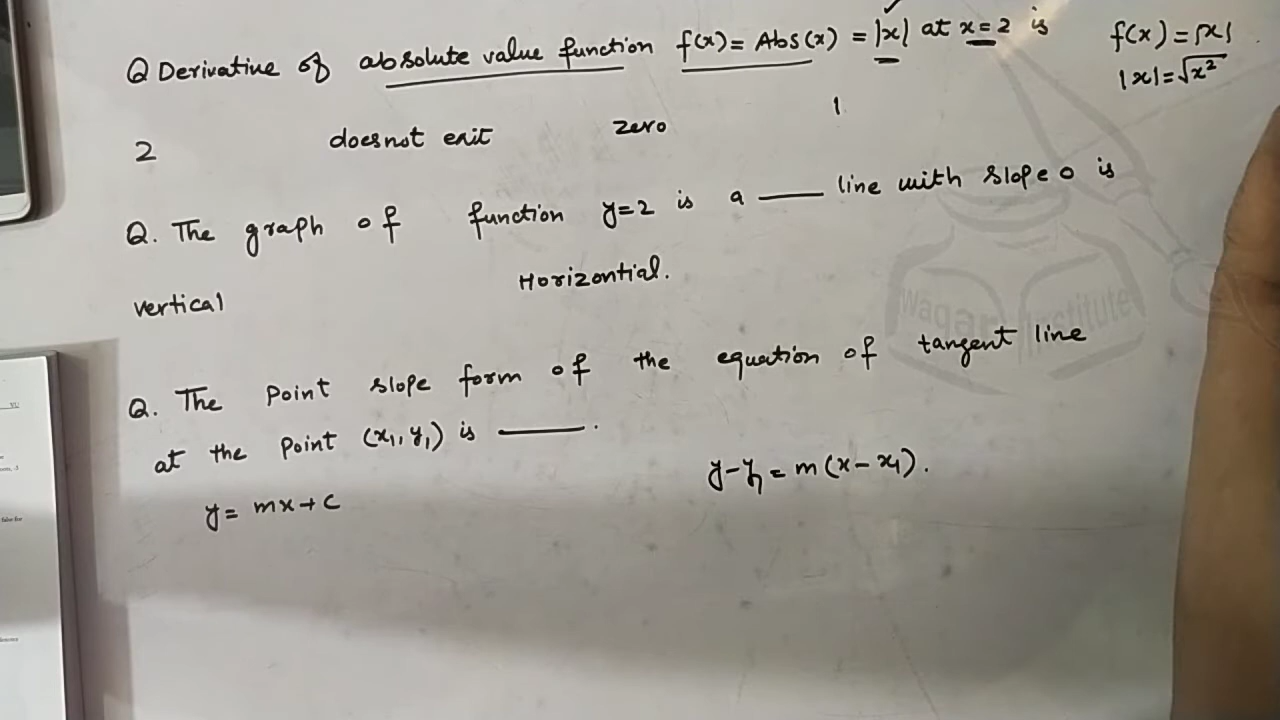 Q Derivative of absolute value function f(x) = Abs(x) = |x| at x=2 is
f(x) = |x|
|x| = √x²
2 doesnot exit zero 1
Q. The graph of function y=2 is a —— line with slope 0 is
vertical Horizontial.
Q. The point slope form of the equation of tangent line
at the point (x₁, y₁) is ——.
y = mx + c y - y₁ = m(x - x₁).
Waqar Institute